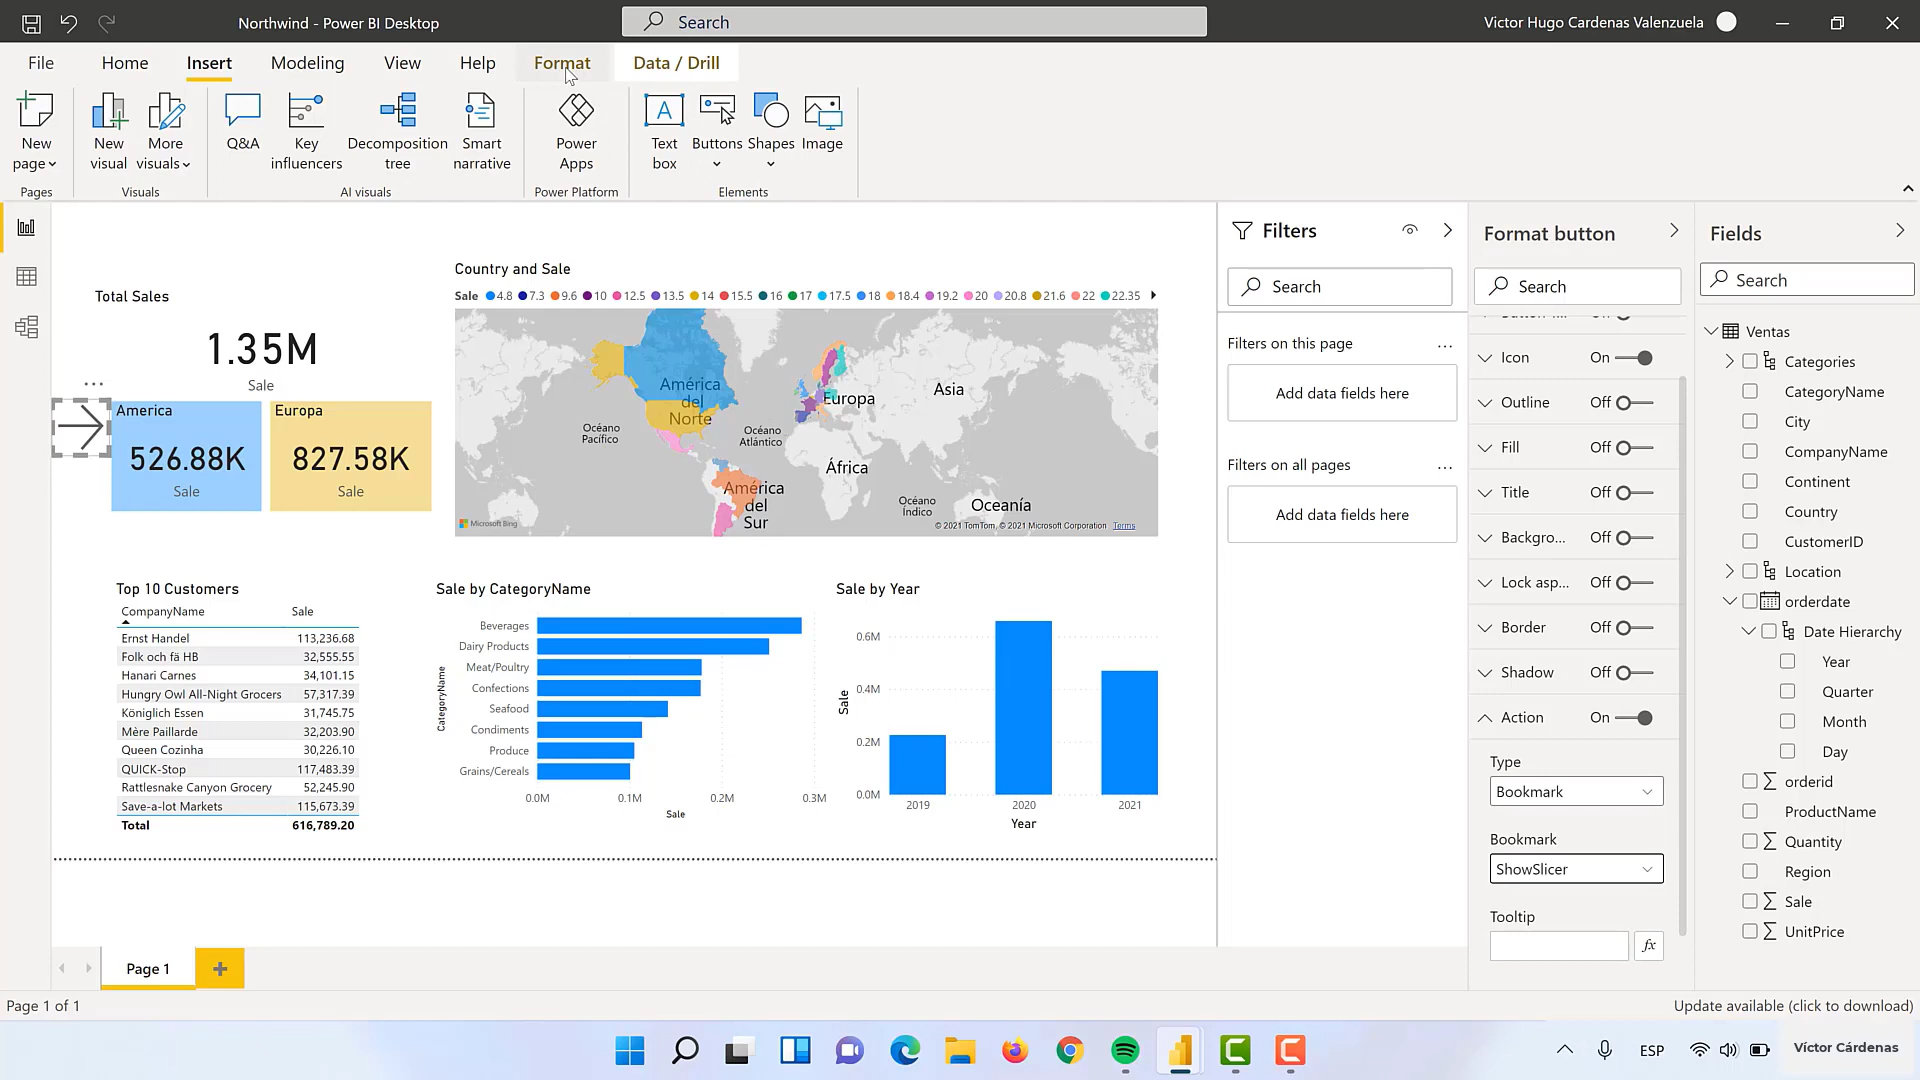 Northwind - Power BI Desktop
Search
Victor Hugo Cardenas Valenzuela
File
Home
Insert
Modeling
View
Help
Format
Data / Drill
New page
New visual
More visuals
Q&A
Key influencers
Decomposition tree
Smart narrative
Power Apps
Text box
Buttons
Shapes
Image
Pages
Visuals
AI visuals
Power Platform
Elements
Total Sales
1.35M
Sale
America
526.88K
Sale
Europa
827.58K
Sale
Country and Sale
Sale 4.8 7.3 9.6 10 12.5 13.5 14 15.5 16 17 17.5 18 18.4 19.2 20 20.8 21.6 22 22.35
América del Norte
Europa
Asia
Océano Pacífico
Océano Atlántico
África
América del Sur
Océano Índico
Oceanía
Microsoft Bing
© 2021 TomTom, © 2021 Microsoft Corporation Terms
Top 10 Customers
CompanyName Sale
Ernst Handel 113,236.68
Folk och fä HB 32,555.55
Hanari Carnes 34,101.15
Hungry Owl All-Night Grocers 57,317.39
Königlich Essen 31,745.75
Mère Paillarde 32,203.90
Queen Cozinha 30,226.10
QUICK-Stop 117,483.39
Rattlesnake Canyon Grocery 52,245.90
Save-a-lot Markets 115,673.39
Total 616,789.20
Sale by CategoryName
CategoryName
Beverages
Dairy Products
Meat/Poultry
Confections
Seafood
Condiments
Produce
Grains/Cereals
0.0M 0.1M 0.2M 0.3M
Sale
Sale by Year
Sale
0.6M
0.4M
0.2M
0.0M
2019 2020 2021
Year
Filters
Search
Filters on this page
Add data fields here
Filters on all pages
Add data fields here
Format button
Search
Icon On
Outline Off
Fill Off
Title Off
Backgro... Off
Lock asp... Off
Border Off
Shadow Off
Action On
Type
Bookmark
Bookmark
ShowSlicer
Tooltip
fx
Fields
Search
Ventas
Categories
CategoryName
City
CompanyName
Continent
Country
CustomerID
Location
orderdate
Date Hierarchy
Year
Quarter
Month
Day
orderid
ProductName
Quantity
Region
Sale
UnitPrice
Page 1
Page 1 of 1
Update available (click to download)
ESP
Víctor Cárdenas